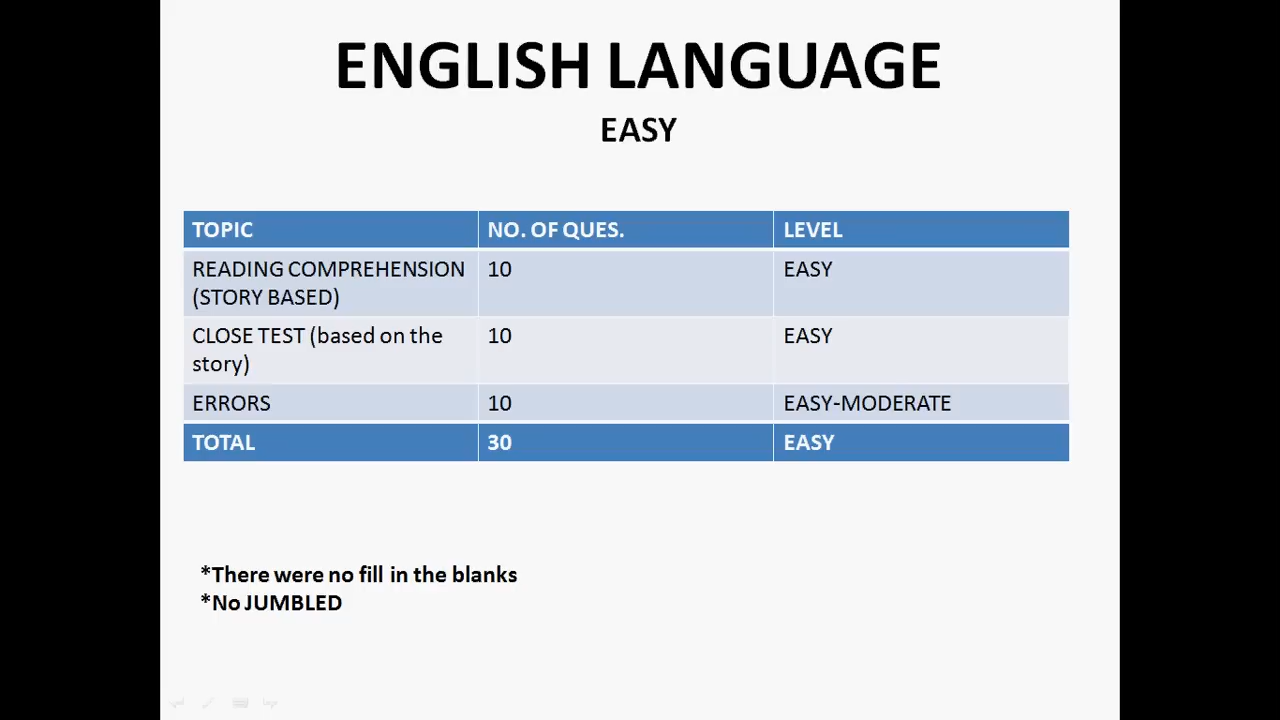 ENGLISH LANGUAGE
EASY
TOPIC NO. OF QUES. LEVEL
READING COMPREHENSION 10 EASY
(STORY BASED)
CLOSE TEST (based on the 10 EASY
story)
ERRORS 10 EASY-MODERATE
TOTAL 30 EASY
*There were no fill in the blanks
*No JUMBLED